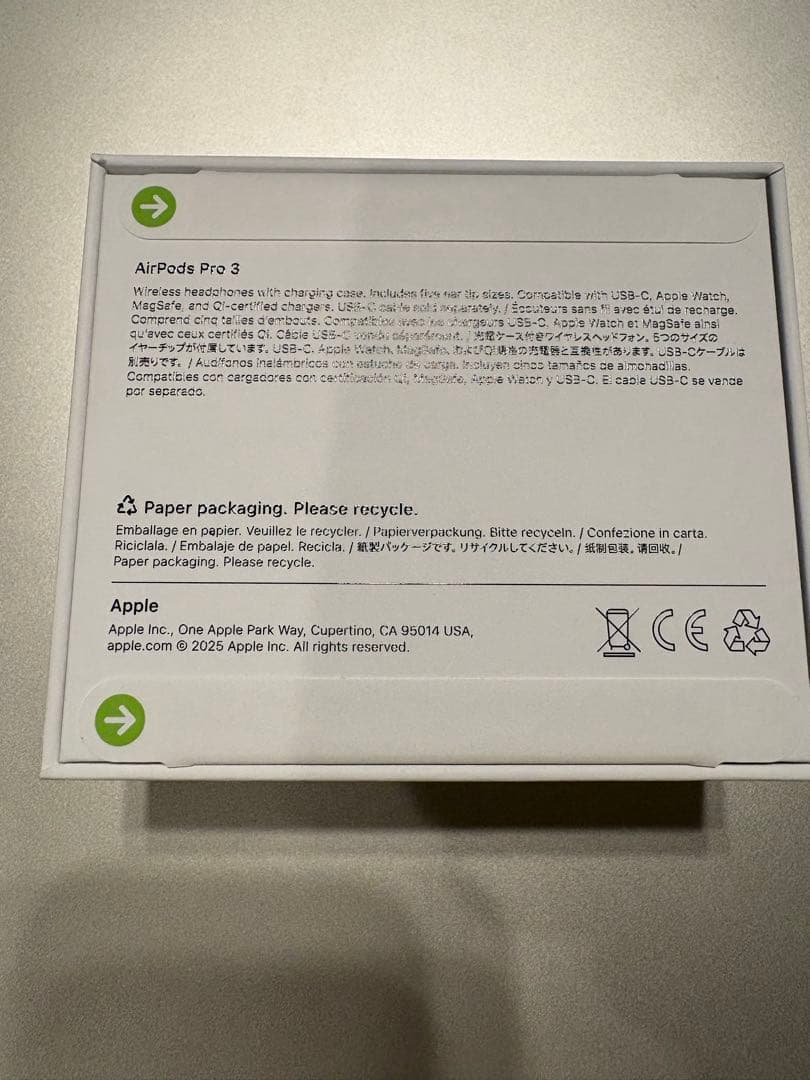 AirPods Pro 3
Wireless headphones with charging case. Includes five ear tip sizes. Compatible with USB-C, Apple Watch,
MagSafe, and Qi-certified chargers. USB-C cable sold separately. / Écouteurs sans fil avec étui de recharge.
Comprend cinq tailles d'embouts. Compatibles avec les chargeurs USB-C, Apple Watch et MagSafe ainsi
qu'avec ceux certifiés Qi. Câble USB-C vendu séparément. / 充電ケース付きワイヤレスヘッドフォン。5つのサイズの
イヤーチップが付属しています。USB-C、Apple Watch、MagSafe、およびQi規格の充電器と互換性があります。USB-Cケーブルは
別売りです。/ Audífonos inalámbricos con estuche de carga. Incluyen cinco tamaños de almohadillas.
Compatibles con cargadores con certificación Qi, MagSafe, Apple Watch y USB-C. El cable USB-C se vende
por separado.
Paper packaging. Please recycle.
Emballage en papier. Veuillez le recycler. / Papierverpackung. Bitte recyceln. / Confezione in carta.
Riciclala. / Embalaje de papel. Recicla. / 紙製パッケージです。リサイクルしてください。/ 纸制包装。请回收。/
Paper packaging. Please recycle.
Apple
Apple Inc., One Apple Park Way, Cupertino, CA 95014 USA,
apple.com © 2025 Apple Inc. All rights reserved.
CE